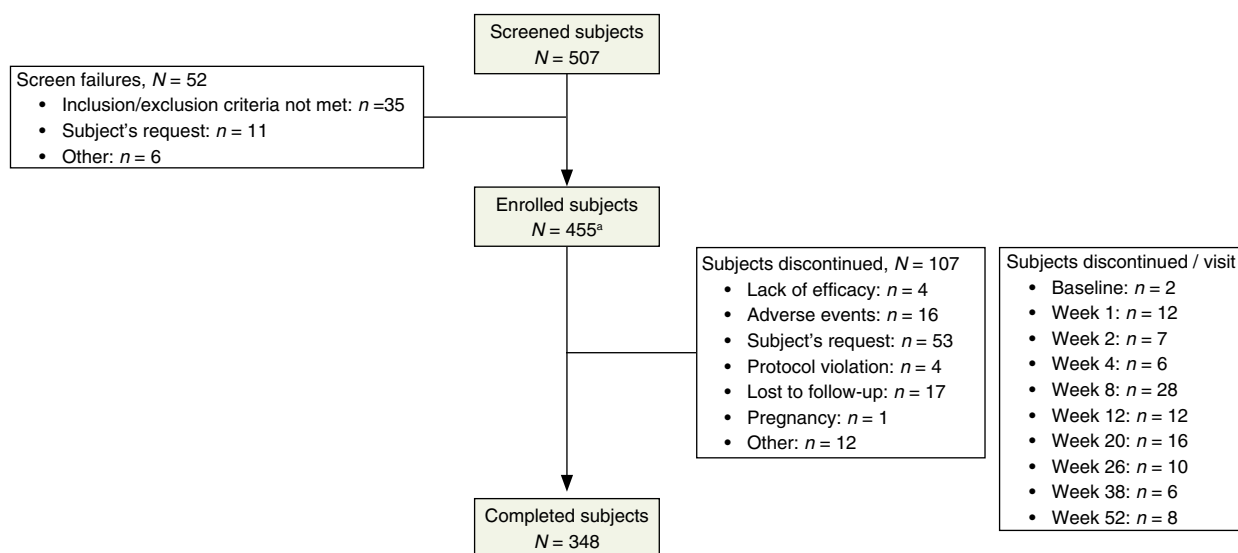 Screened subjects
N = 507
Screen failures, N = 52
• Inclusion/exclusion criteria not met: n =35
• Subject's request: n = 11
• Other: n = 6
Enrolled subjects
N = 455ᵃ
Subjects discontinued, N = 107
• Lack of efficacy: n = 4
• Adverse events: n = 16
• Subject's request: n = 53
• Protocol violation: n = 4
• Lost to follow-up: n = 17
• Pregnancy: n = 1
• Other: n = 12
Subjects discontinued / visit
• Baseline: n = 2
• Week 1: n = 12
• Week 2: n = 7
• Week 4: n = 6
• Week 8: n = 28
• Week 12: n = 12
• Week 20: n = 16
• Week 26: n = 10
• Week 38: n = 6
• Week 52: n = 8
Completed subjects
N = 348